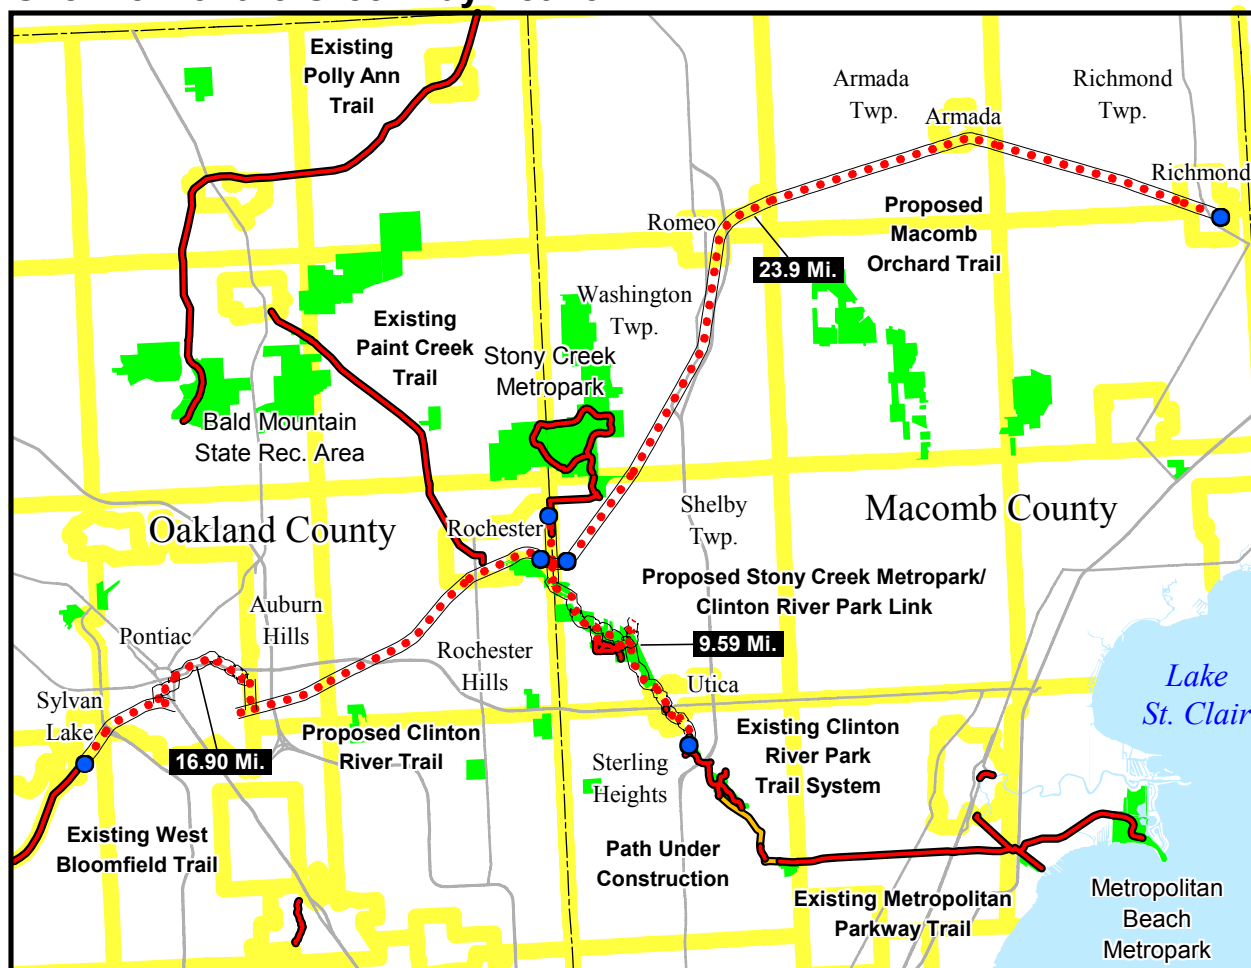 Existing
Polly Ann
Trail
Armada
Twp.
Richmond
Twp.
Armada
Richmond
Romeo
Proposed
Macomb
Orchard Trail
23.9 Mi.
Washington
Twp.
Existing
Paint Creek
Trail
Stony Creek
Metropark
Bald Mountain
State Rec. Area
Oakland County
Rochester
Shelby
Twp.
Macomb County
Proposed Stony Creek Metropark/
Clinton River Park Link
Auburn
Hills
Pontiac
9.59 Mi.
Rochester
Hills
Utica
Lake
St. Clair
Sylvan
Lake
16.90 Mi.
Proposed Clinton
River Trail
Existing Clinton
River Park
Trail System
Sterling
Heights
Existing West
Bloomfield Trail
Path Under
Construction
Existing Metropolitan
Parkway Trail
Metropolitan
Beach
Metropark